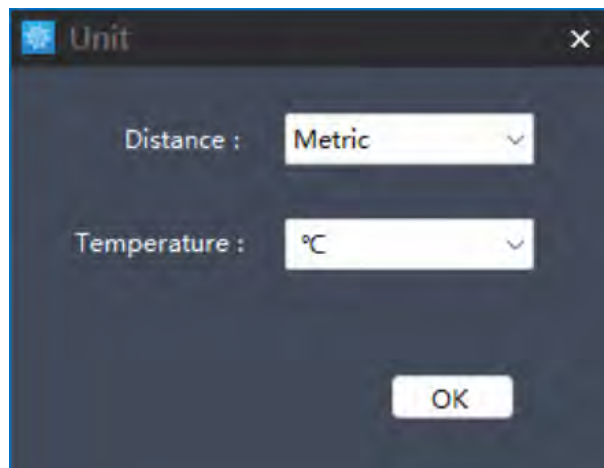 Unit
Distance :
Metric
Temperature :
℃
OK